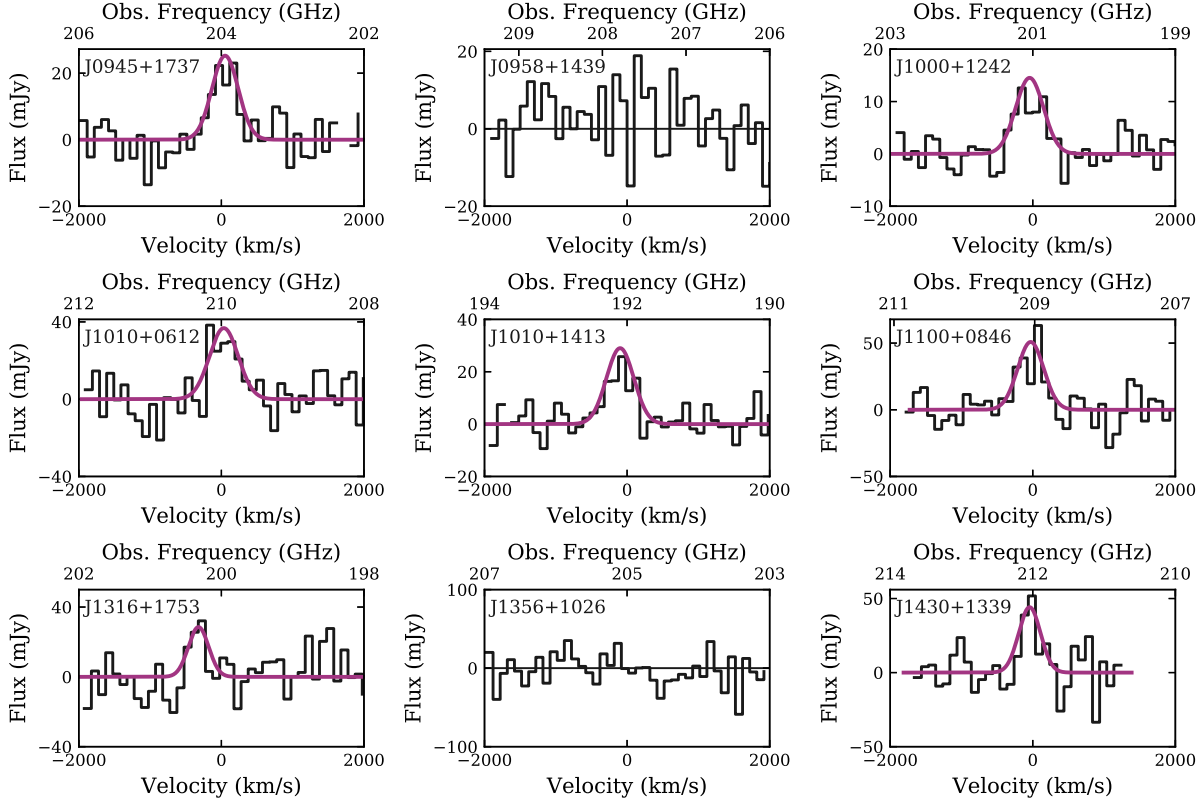 Obs. Frequency (GHz) Obs. Frequency (GHz) Obs. Frequency (GHz)
206 204 202 209 208 207 206 203 201 199
J0945+1737 J0958+1439 J1000+1242
Flux (mJy) 20 0 −20 Flux (mJy) 20 0 −20 Flux (mJy) 20 10 0 −10
−2000 0 2000 −2000 0 2000 −2000 0 2000
Velocity (km/s) Velocity (km/s) Velocity (km/s)
Obs. Frequency (GHz) Obs. Frequency (GHz) Obs. Frequency (GHz)
212 210 208 194 192 190 211 209 207
J1010+0612 J1010+1413 J1100+0846
Flux (mJy) 40 0 −40 Flux (mJy) 40 20 0 −20 Flux (mJy) 50 0 −50
−2000 0 2000 −2000 0 2000 −2000 0 2000
Velocity (km/s) Velocity (km/s) Velocity (km/s)
Obs. Frequency (GHz) Obs. Frequency (GHz) Obs. Frequency (GHz)
202 200 198 207 205 203 214 212 210
J1316+1753 J1356+1026 J1430+1339
Flux (mJy) 40 0 −40 Flux (mJy) 100 0 −100 Flux (mJy) 50 0 −50
−2000 0 2000 −2000 0 2000 −2000 0 2000
Velocity (km/s) Velocity (km/s) Velocity (km/s)